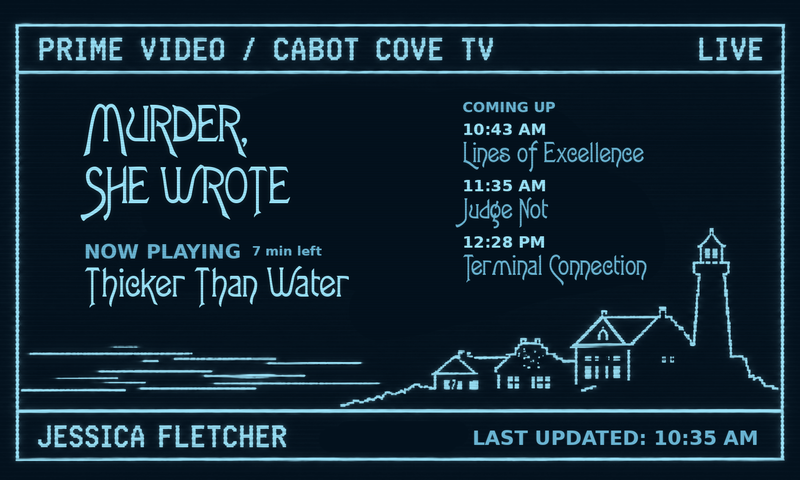 PRIME VIDEO / CABOT COVE TV
LIVE
MURDER,
SHE WROTE
NOW PLAYING 7 min left
Thicker Than Water
COMING UP
10:43 AM
Lines of Excellence
11:35 AM
Judge Not
12:28 PM
Terminal Connection
JESSICA FLETCHER
LAST UPDATED: 10:35 AM